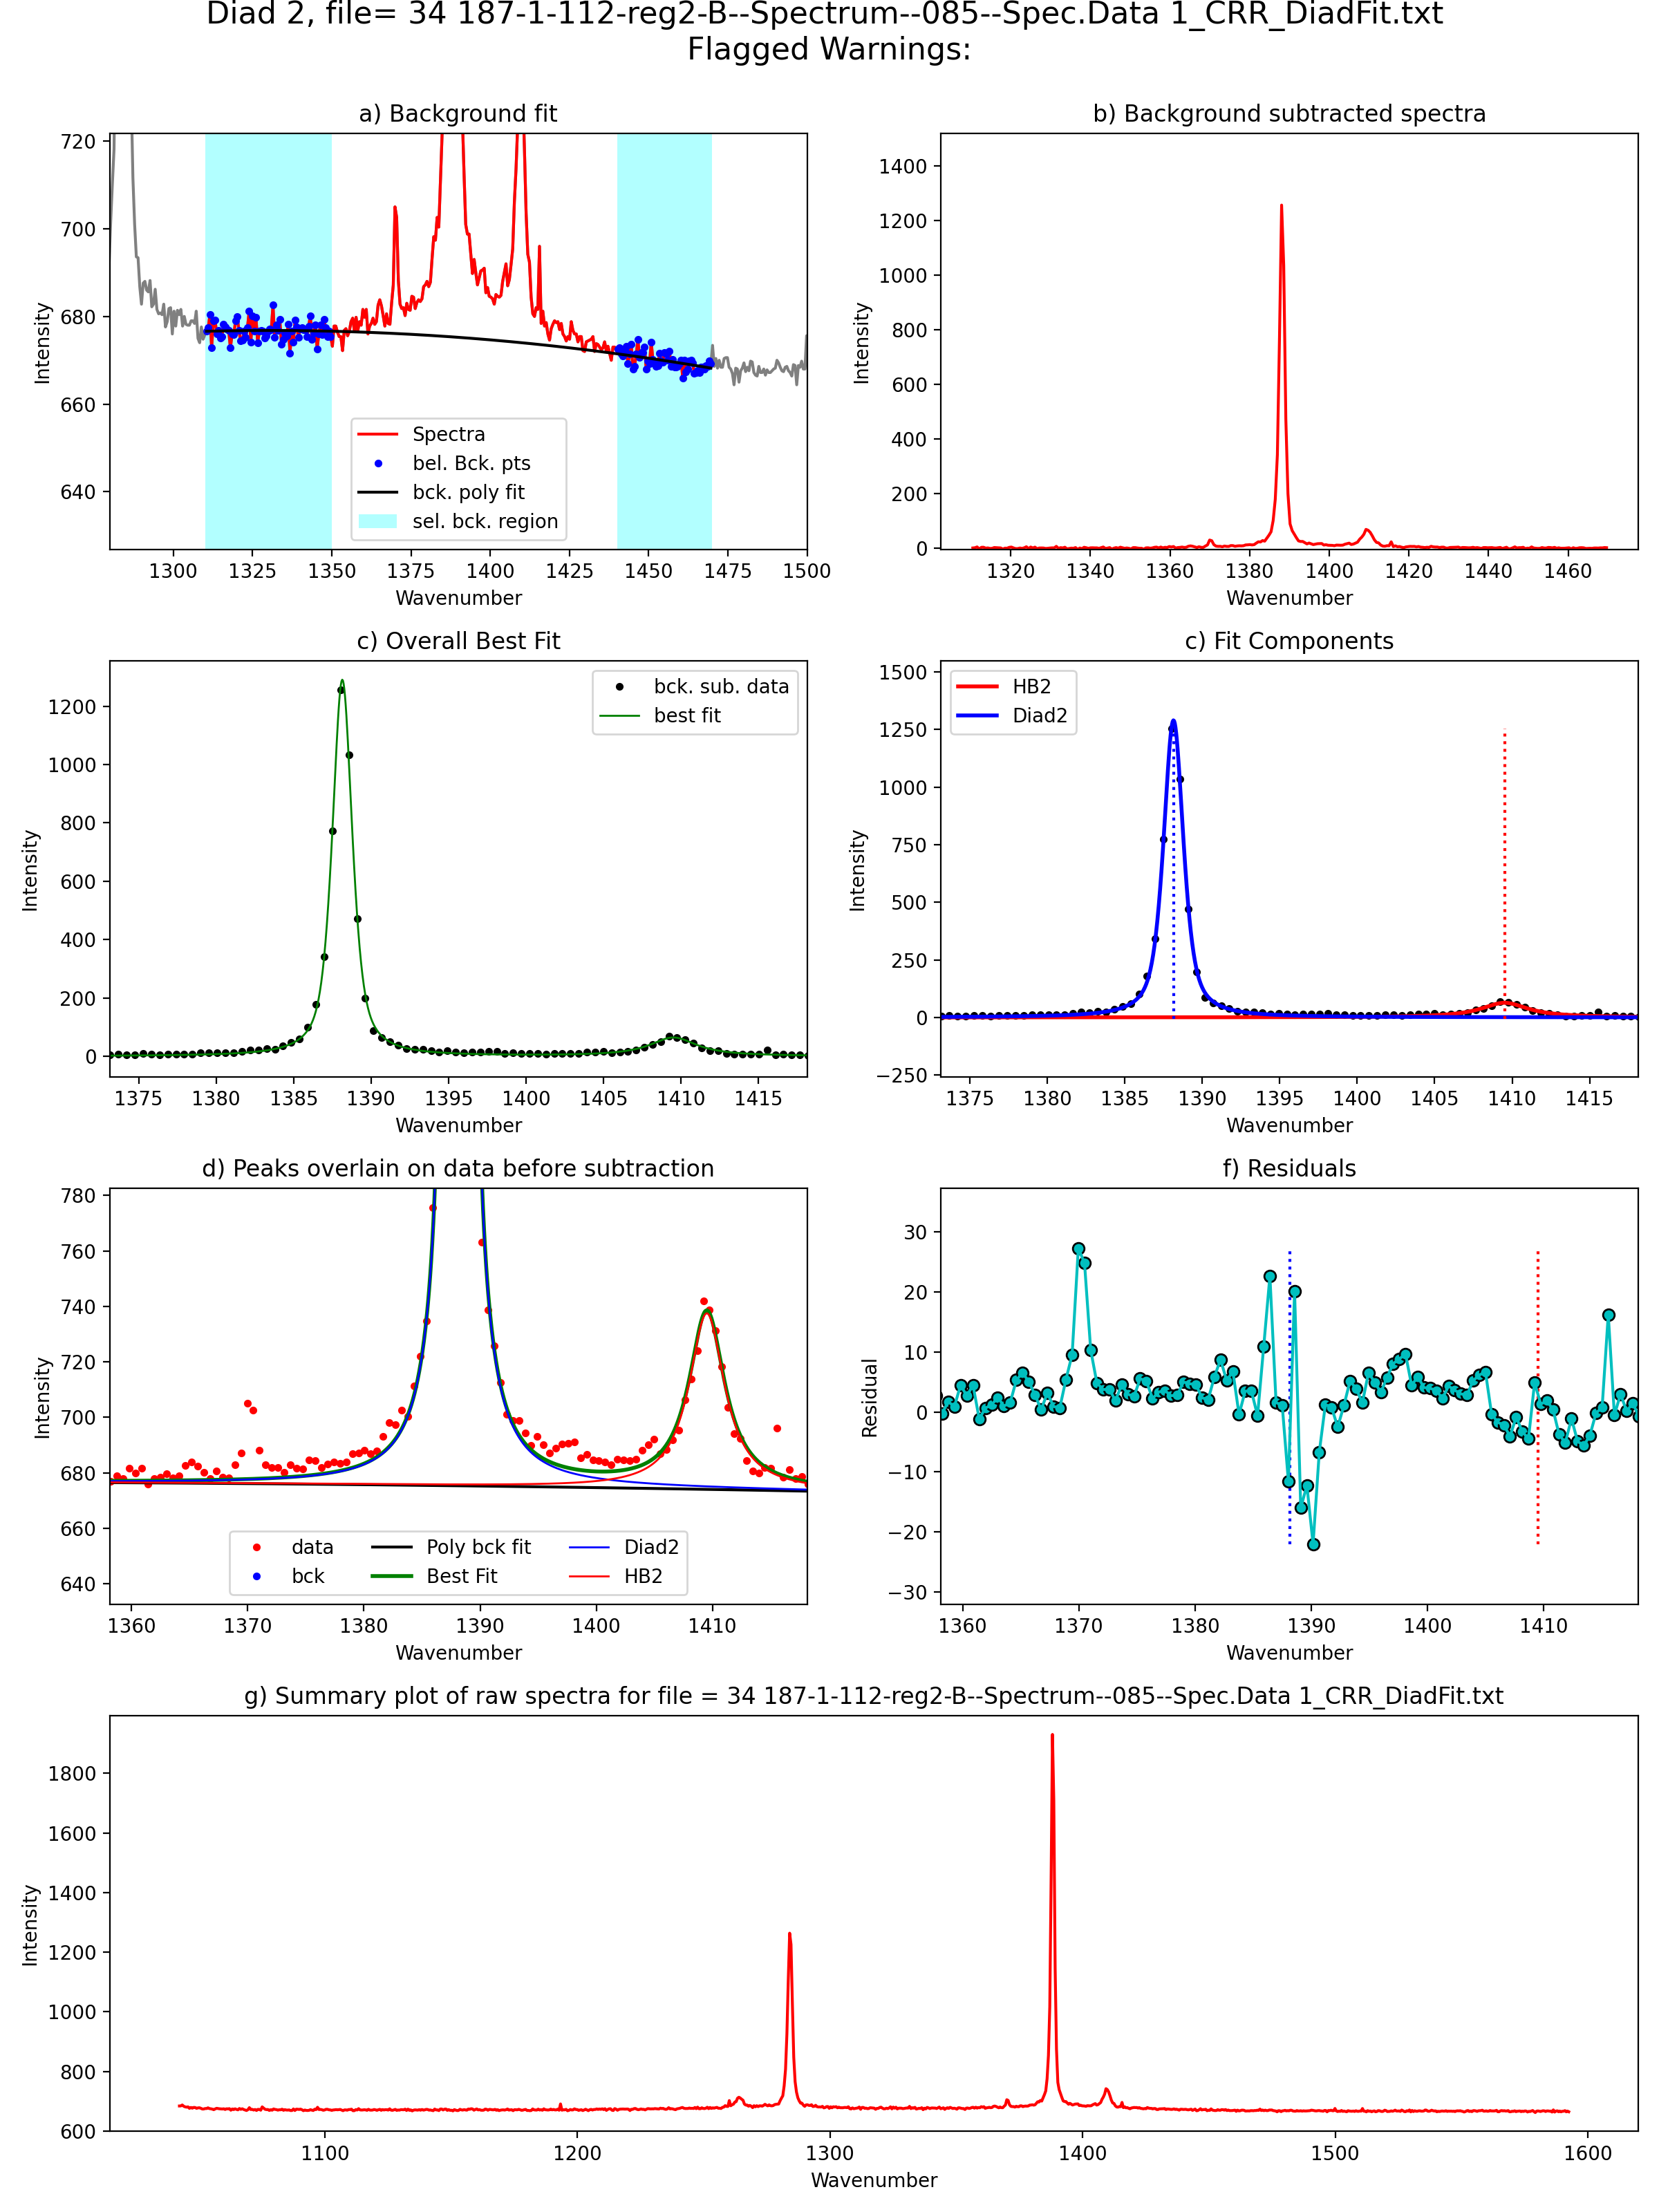 Diad 2, file= 34 187-1-112-reg2-B--Spectrum--085--Spec.Data 1_CRR_DiadFit.txt
Flagged Warnings:
a) Background fit
720
700
680
660
640
Intensity
Spectra
bel. Bck. pts
bck. poly fit
sel. bck. region
1300 1325 1350 1375 1400 1425 1450 1475 1500
Wavenumber
b) Background subtracted spectra
1400
1200
1000
800
600
400
200
0
Intensity
1320 1340 1360 1380 1400 1420 1440 1460
Wavenumber
c) Overall Best Fit
1200
1000
800
600
400
200
0
Intensity
bck. sub. data
best fit
1375 1380 1385 1390 1395 1400 1405 1410 1415
Wavenumber
c) Fit Components
1500
1250
1000
750
500
250
0
−250
Intensity
HB2
Diad2
1375 1380 1385 1390 1395 1400 1405 1410 1415
Wavenumber
d) Peaks overlain on data before subtraction
780
760
740
720
700
680
660
640
Intensity
data Poly bck fit Diad2
bck Best Fit HB2
1360 1370 1380 1390 1400 1410
Wavenumber
f) Residuals
30
20
10
0
−10
−20
−30
Residual
1360 1370 1380 1390 1400 1410
Wavenumber
g) Summary plot of raw spectra for file = 34 187-1-112-reg2-B--Spectrum--085--Spec.Data 1_CRR_DiadFit.txt
1800
1600
1400
1200
1000
800
600
Intensity
1100 1200 1300 1400 1500 1600
Wavenumber